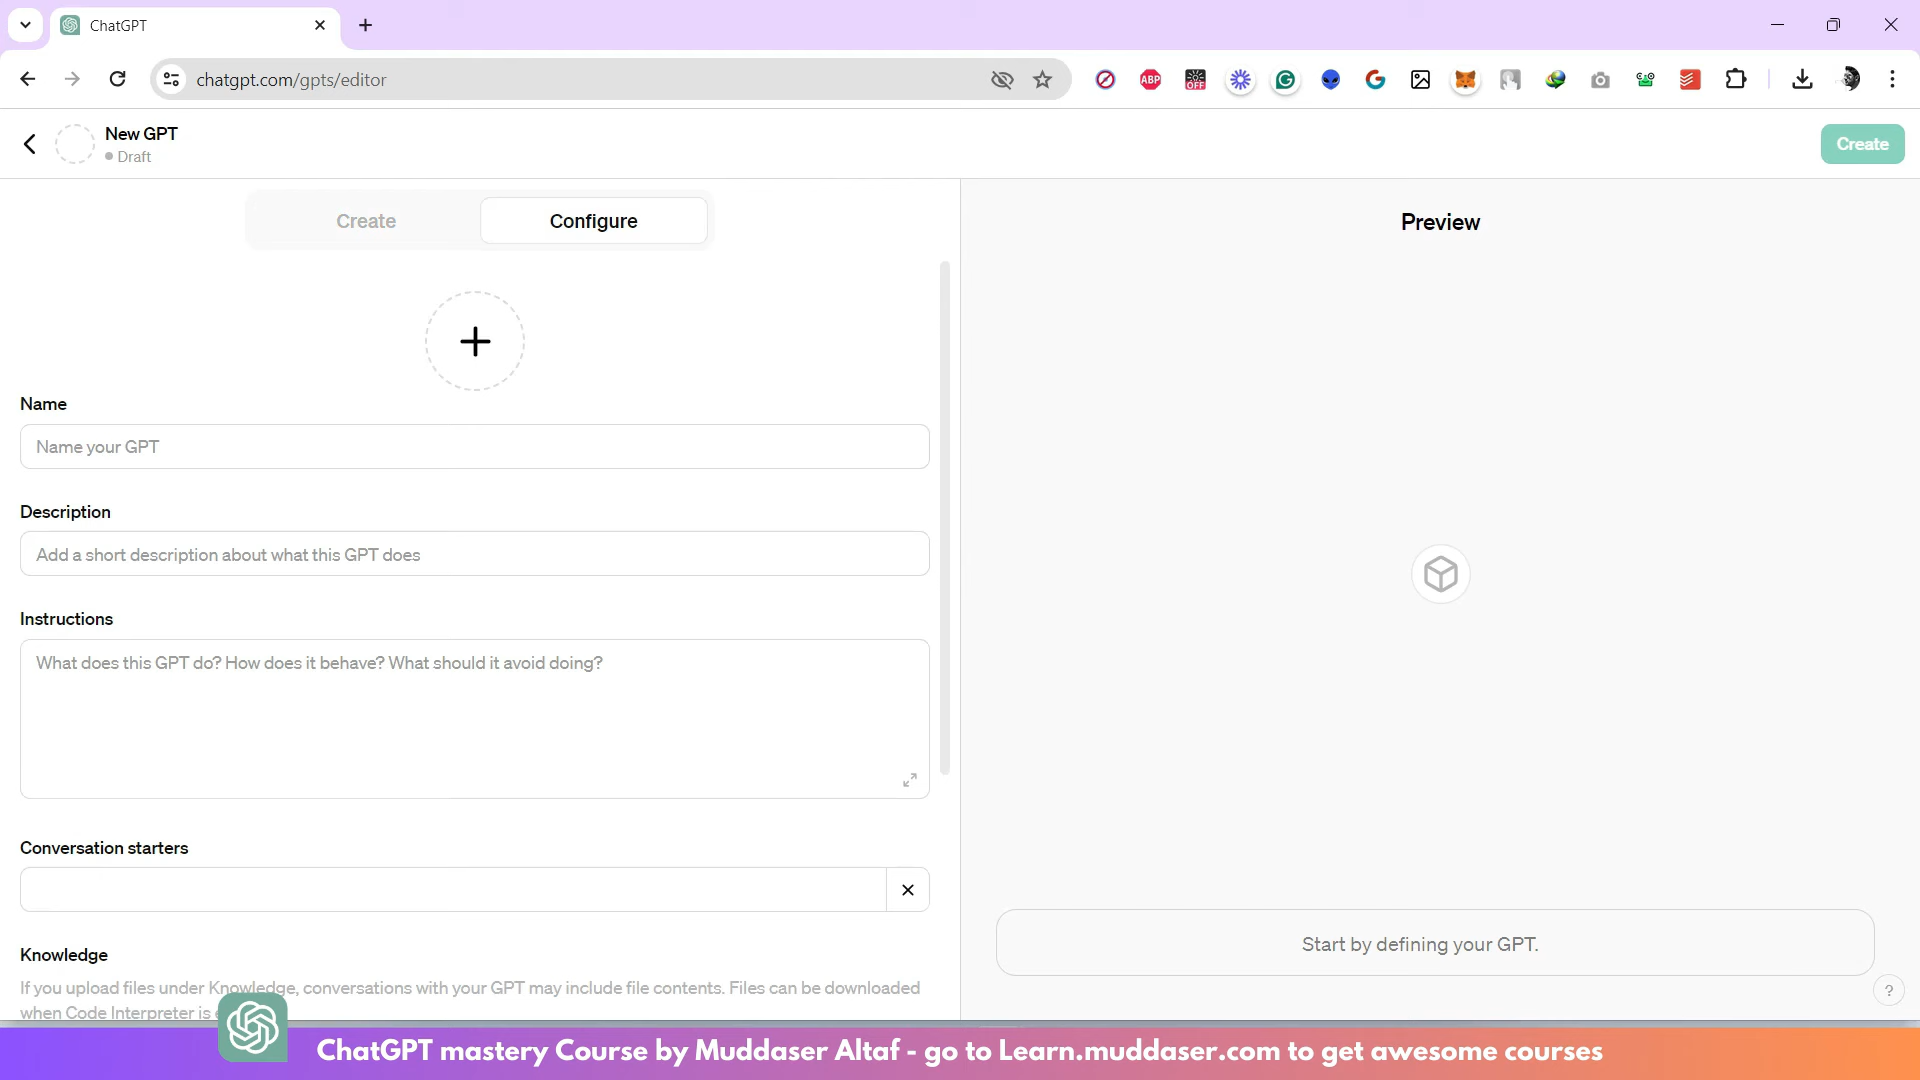 ChatGPT
chatgpt.com/gpts/editor
ABP
OFF
New GPT
Draft
Create
Create
Configure
Preview
Name
Name your GPT
Description
Add a short description about what this GPT does
Instructions
What does this GPT do? How does it behave? What should it avoid doing?
Conversation starters
Start by defining your GPT.
Knowledge
If you upload files under Knowledge, conversations with your GPT may include file contents. Files can be downloaded
when Code Interpreter is
?
ChatGPT mastery Course by Muddaser Altaf - go to Learn.muddaser.com to get awesome courses